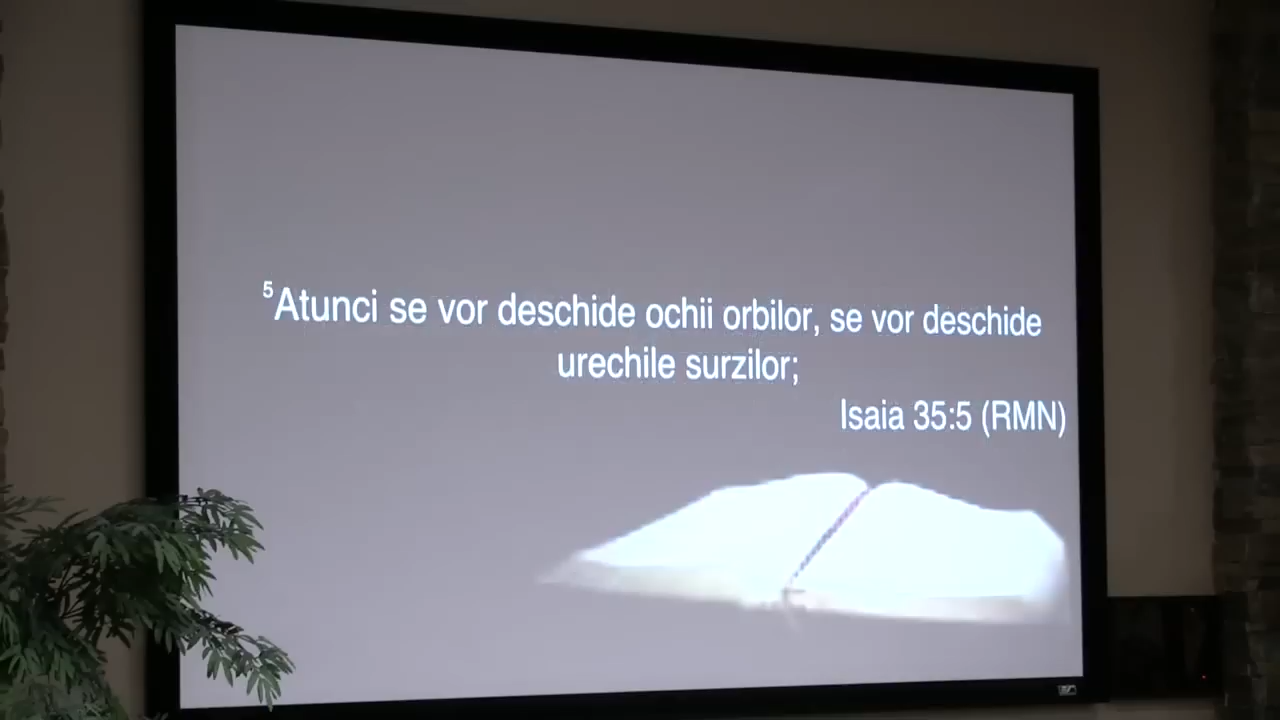 ⁵Atunci se vor deschide ochii orbilor, se vor deschide
urechile surzilor;
Isaia 35:5 (RMN)